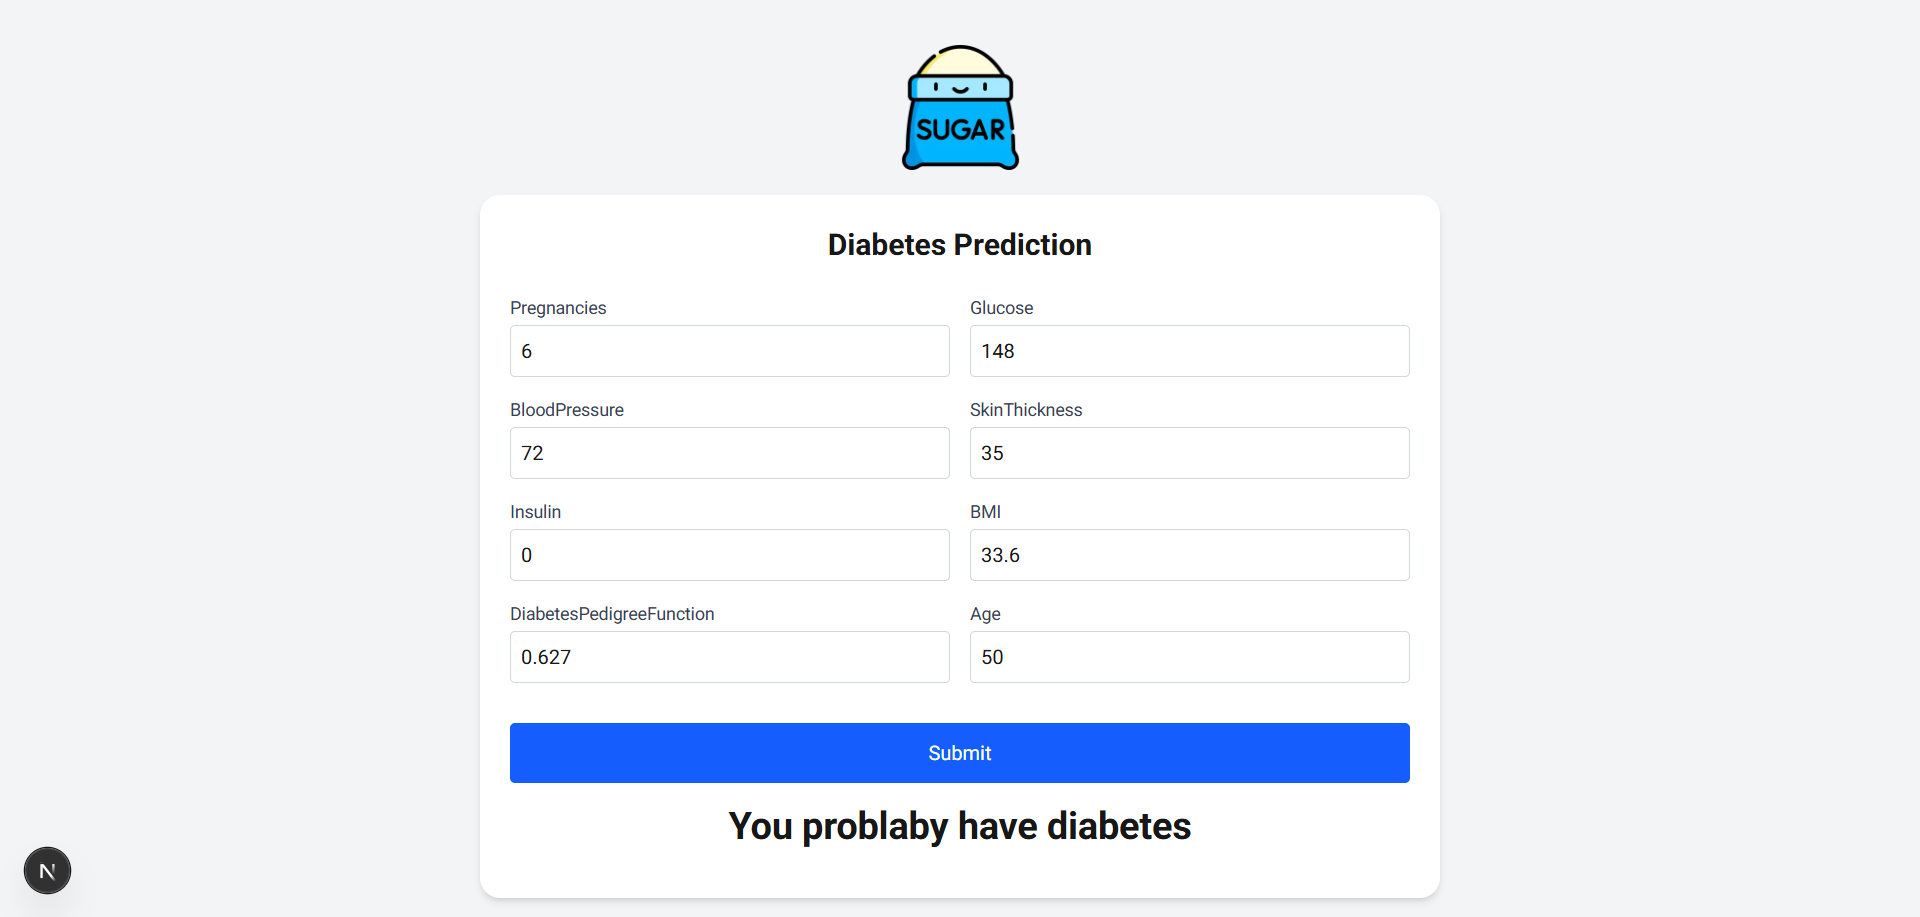 SUGAR
Diabetes Prediction
Pregnancies
Glucose
6
148
BloodPressure
SkinThickness
72
35
Insulin
BMI
0
33.6
DiabetesPedigreeFunction
Age
0.627
50
Submit
You problaby have diabetes
N